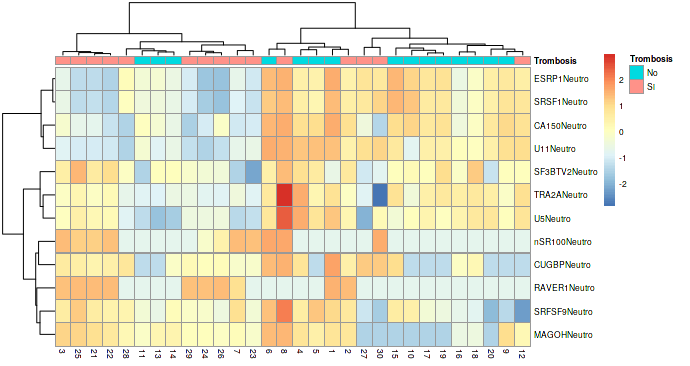 Trombosis
ESRP1Neutro
SRSF1Neutro
CA150Neutro
U11Neutro
SF3BTV2Neutro
TRA2ANeutro
U5Neutro
nSR100Neutro
CUGBPNeutro
RAVER1Neutro
SRFSF9Neutro
MAGOHNeutro
3 25 21 22 28 11 13 14 29 24 26 7 23 6 8 4 5 1 2 27 30 15 10 17 19 16 18 20 9 12
2
1
0
-1
-2
Trombosis
No
SI